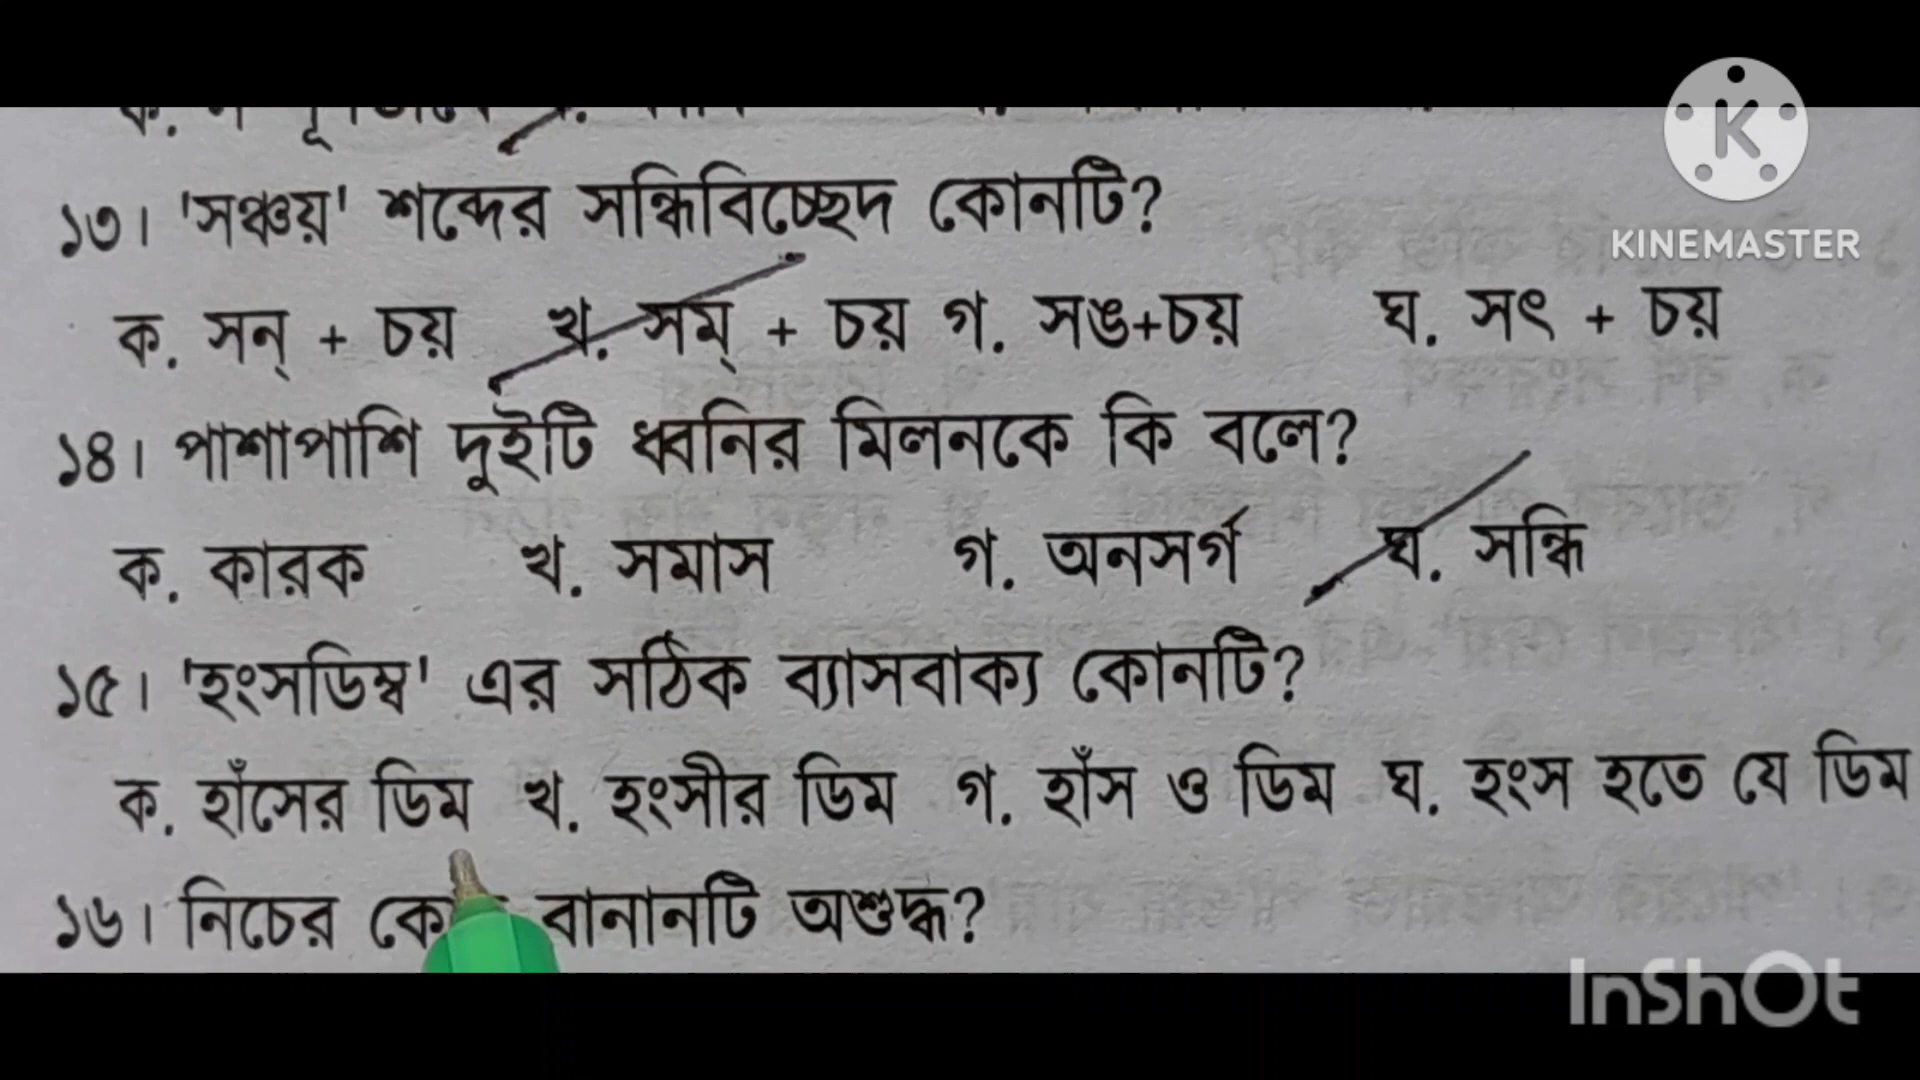 K
KINEMASTER
১৩। 'সঞ্চয়' শব্দের সন্ধিবিচ্ছেদ কোনটি?
ক. সন্ + চয় খ. সম্ + চয় গ. সঙ+চয় ঘ. সৎ + চয়
১৪। পাশাপাশি দুইটি ধ্বনির মিলনকে কি বলে?
ক. কারক খ. সমাস গ. অনসর্গ ঘ. সন্ধি
১৫। 'হংসডিম্ব' এর সঠিক ব্যাসবাক্য কোনটি?
ক. হাঁসের ডিম খ. হংসীর ডিম গ. হাঁস ও ডিম ঘ. হংস হতে যে ডিম
১৬। নিচের বানানটি অশুদ্ধ?
InShOt